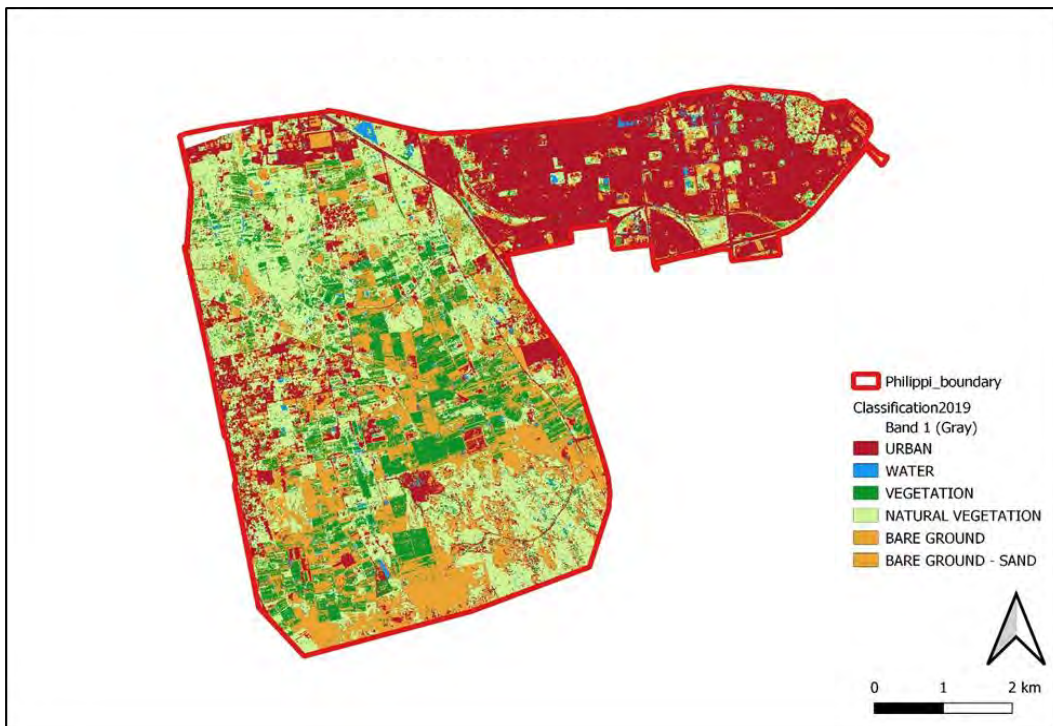 Philippi_boundary
Classification2019
Band 1 (Gray)
URBAN
WATER
VEGETATION
NATURAL VEGETATION
BARE GROUND
BARE GROUND - SAND
0 1 2 km